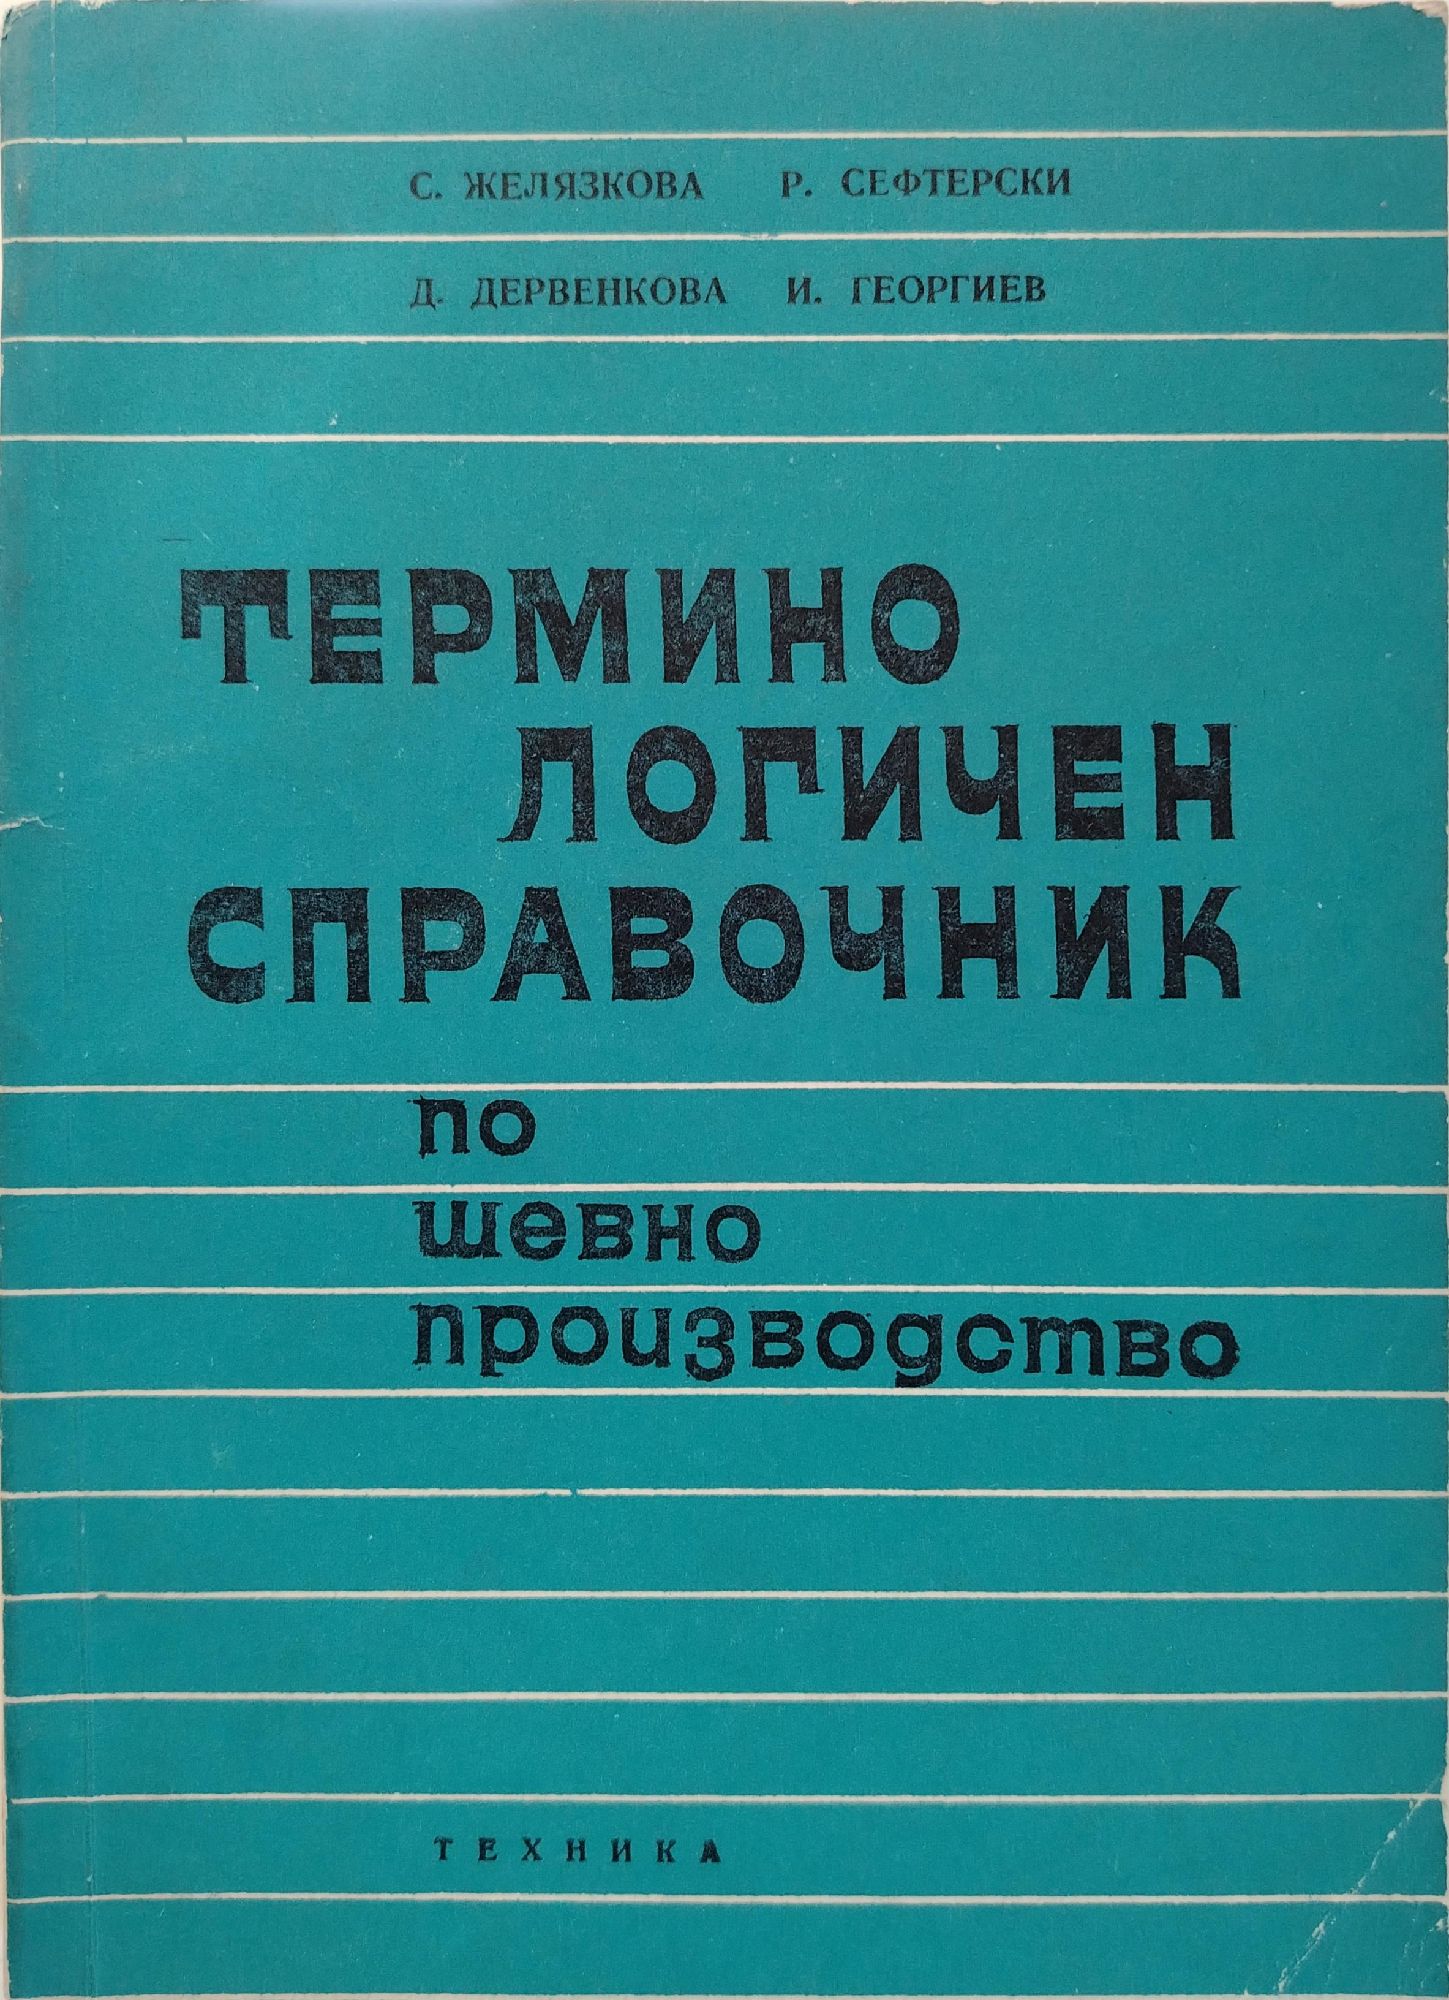 С. ЖЕЛЯЗКОВА Р. СЕФТЕРСКИ
Д. ДЕРВЕНКОВА И. ГЕОРГИЕВ
ТЕРМИНО
ЛОГИЧЕН
СПРАВОЧНИК
по
шевно
производство
ТЕХНИКА